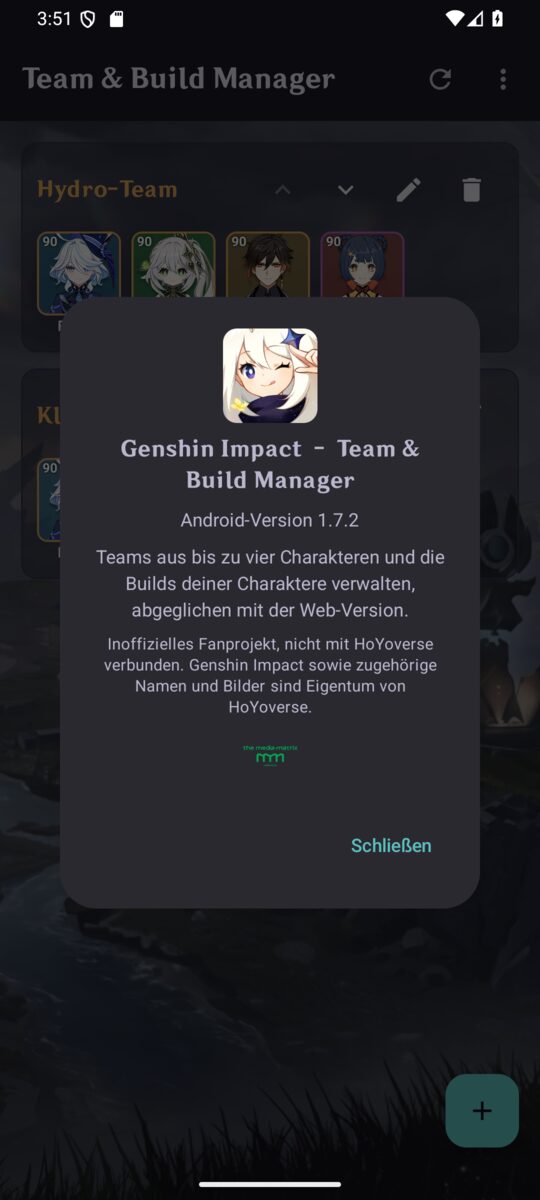 3:51
Team & Build Manager
Hydro-Team
90
90
90
90
Kl
90
Genshin Impact - Team &
Build Manager
Android-Version 1.7.2
Teams aus bis zu vier Charakteren und die
Builds deiner Charaktere verwalten,
abgeglichen mit der Web-Version.
Inoffizielles Fanprojekt, nicht mit HoYoverse
verbunden. Genshin Impact sowie zugehörige
Namen und Bilder sind Eigentum von
HoYoverse.
the media-matrix
mm
Schließen